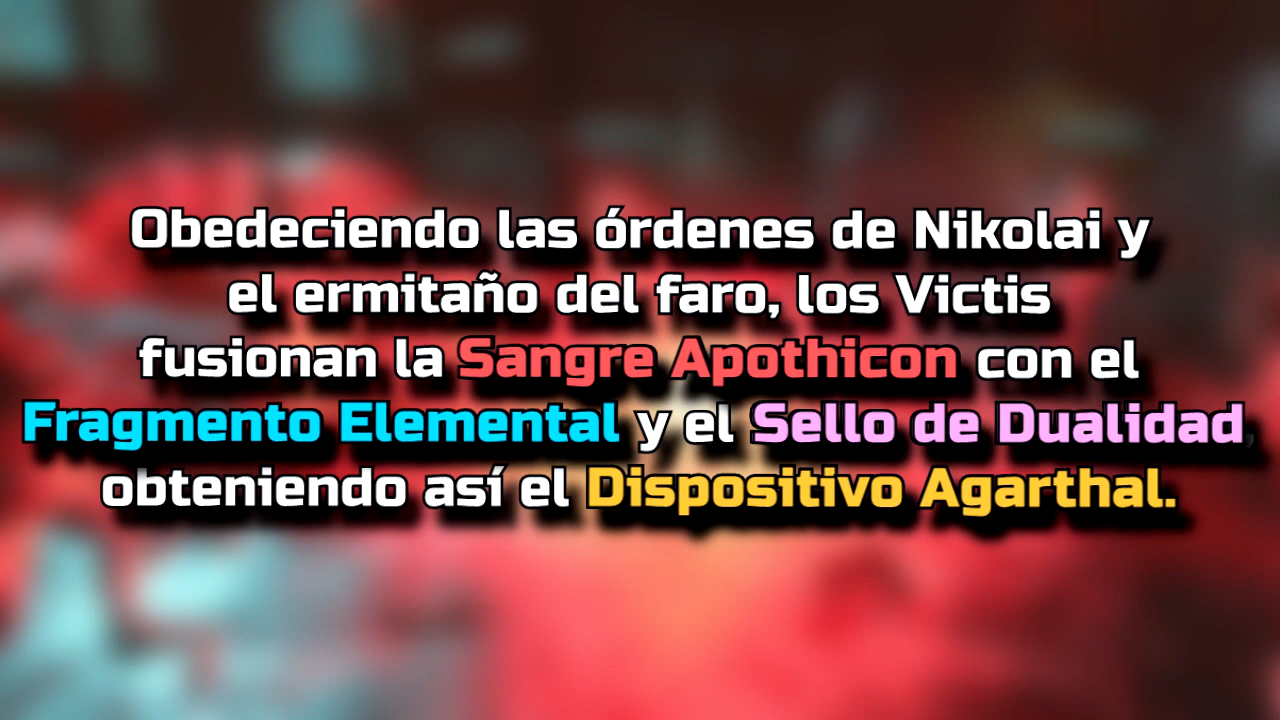 Obedeciendo las órdenes de Nikolai y
el ermitaño del faro, los Victis
fusionan la Sangre Apothicon con el
Fragmento Elemental y el Sello de Dualidad,
obteniendo así el Dispositivo Agarthal.